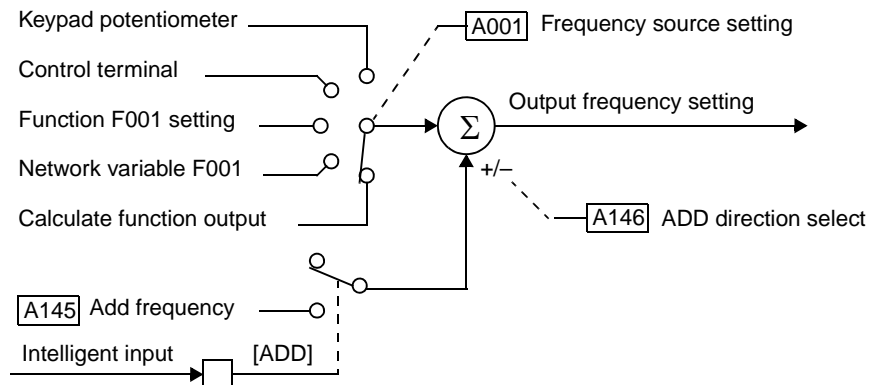 Keypad potentiometer
A001 Frequency source setting
Control terminal
Output frequency setting
Function F001 setting
Σ
Network variable F001
+/–
Calculate function output
A146 ADD direction select
A145 Add frequency
Intelligent input
[ADD]